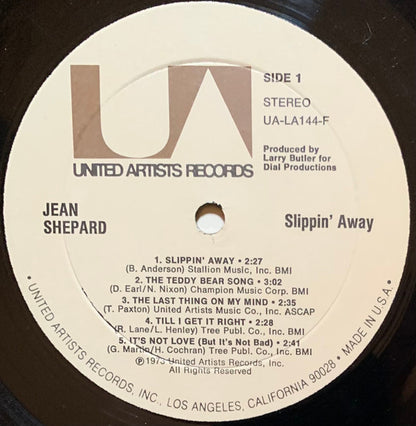 UA
UNITED ARTISTS RECORDS
SIDE 1
STEREO
UA-LA144-F
Produced by
Larry Butler for
Dial Productions
JEAN
SHEPARD
Slippin' Away
1. SLIPPIN' AWAY • 2:27
(B. Anderson) Stallion Music, Inc. BMI
2. THE TEDDY BEAR SONG • 3:02
(D. Earl/N. Nixon) Champion Music Corp. BMI
3. THE LAST THING ON MY MIND • 2:35
(T. Paxton) United Artists Music Co., Inc. ASCAP
4. TILL I GET IT RIGHT • 2:28
(R. Lane/L. Henley) Tree Publ. Co., Inc. BMI
5. IT'S NOT LOVE (But It's Not Bad) • 2:41
(G. Martin/H. Cochran) Tree Publ. Co., Inc. BMI
℗ 1973 United Artists Records, Inc.
All Rights Reserved
• UNITED ARTISTS RECORDS, INC., LOS ANGELES, CALIFORNIA 90028 • MADE IN U.S.A. •